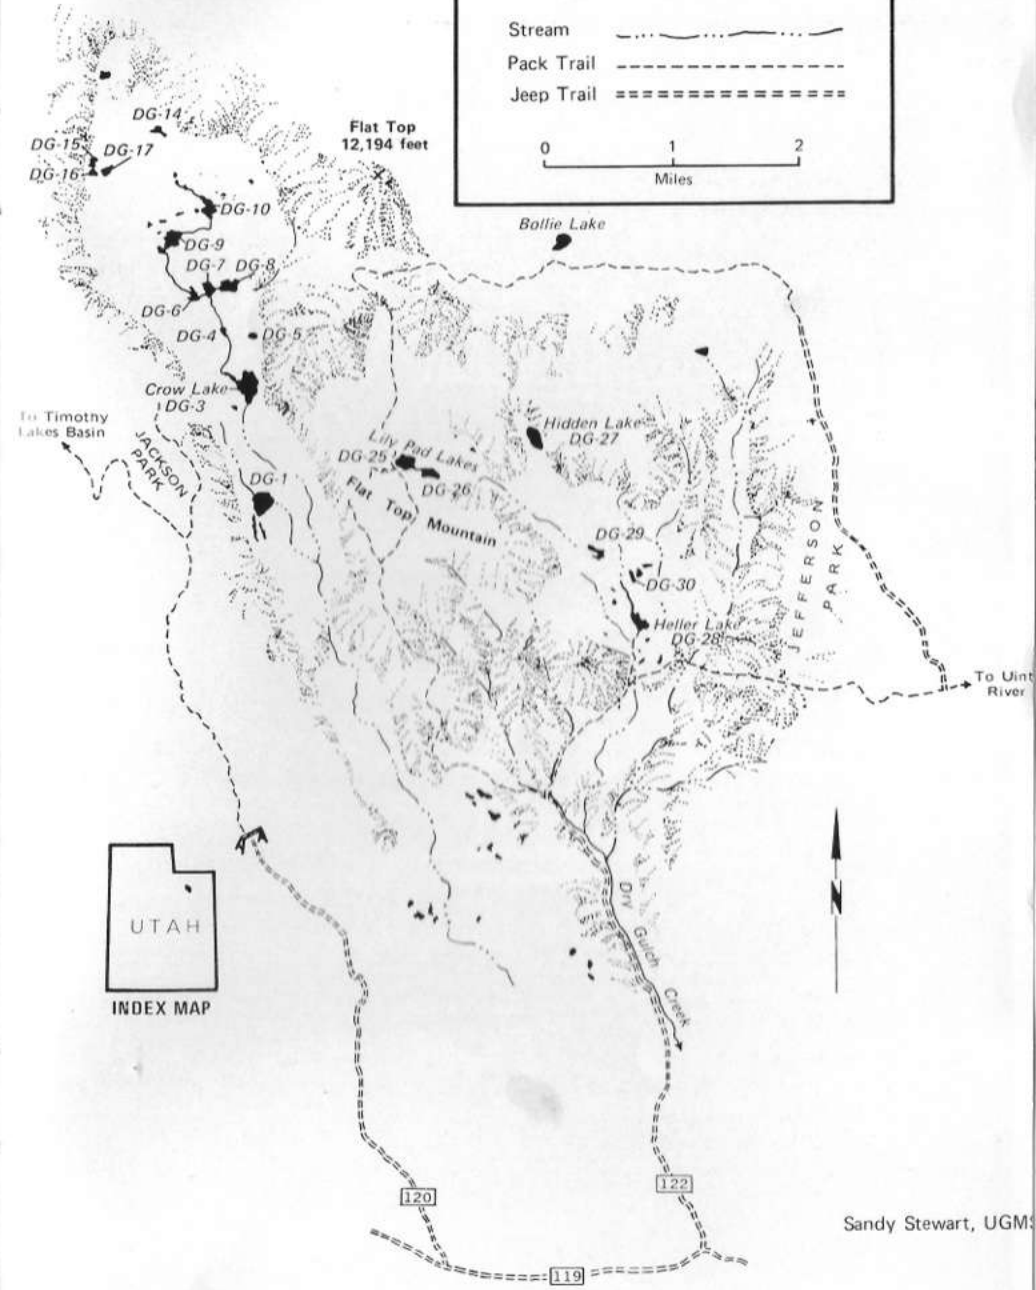 Stream
Pack Trail
Jeep Trail
0 1 2
Miles
Flat Top
12,194 feet
DG-14
DG-15
DG-17
DG-16
DG-10
Bollie Lake
DG-9
DG-7 DG-8
DG-6
DG-4 DG-5
Crow Lake
DG-3
To Timothy
Lakes Basin
JACKSON
PARK
Hidden Lake
DG-27
Lily Pad Lakes
DG-25
DG-26
DG-1
Flat Top Mountain
DG-29
DG-30
JEFFERSON
PARK
Heller Lake
DG-28
To Uint
River
UTAH
INDEX MAP
N
Dry Gulch Creek
120
122
119
Sandy Stewart, UGMS